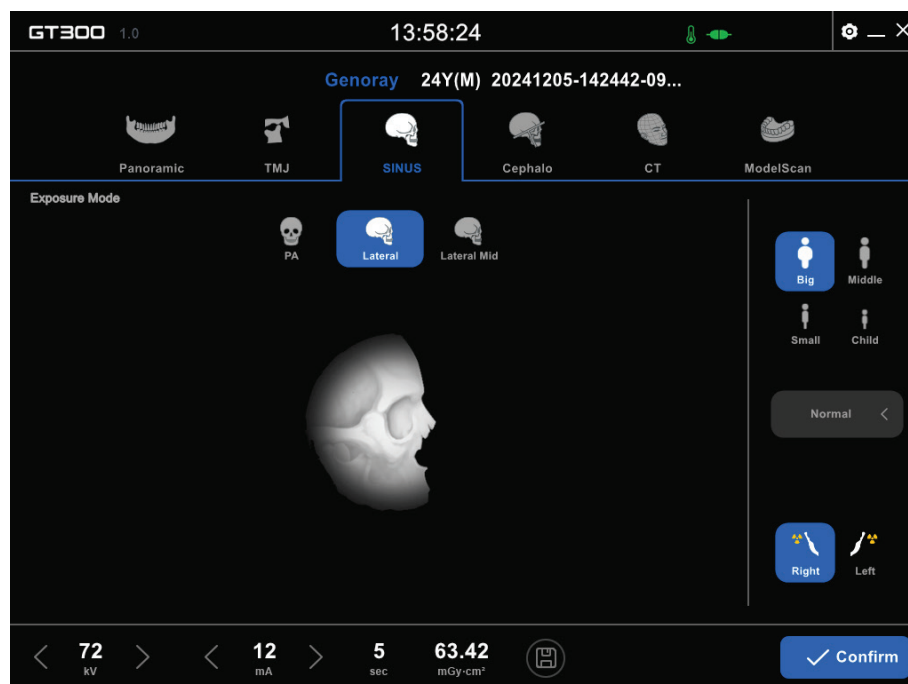 GT300 1.0 13:58:24
Genoray 24Y(M) 20241205-142442-09...
Panoramic TMJ SINUS Cephalo CT ModelScan
Exposure Mode
PA Lateral Lateral Mid
Big Middle
Small Child
Normal
Right Left
72 12 5 63.42
kV mA sec mGy·cm²
Confirm